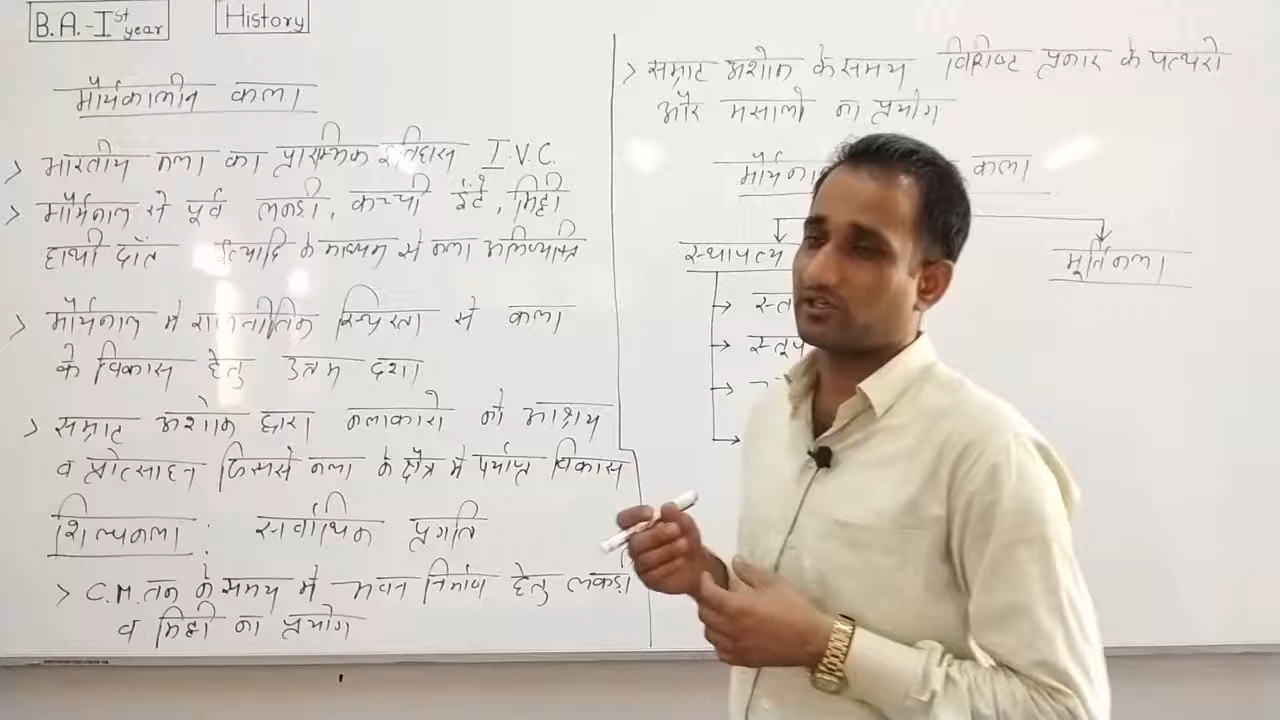 B.A.-Ist year
History
मौर्यकालीन कला
> भारतीय कला का प्रारम्भिक इतिहास I.V.C.
> मौर्यकाल से पूर्व लकडी, कच्ची ईंटे, मिट्टी
हाथी दाँत इत्यादि के माध्यम से कला अभिव्यक्ति
> मौर्यकाल मे राजनीतिक स्थिरता से कला
के विकास हेतु उत्तम दशा
> सम्राट अशोक द्वारा कलाकारो को आश्रय
व प्रोत्साहन जिससे कला के क्षेत्र मे पर्याप्त विकास
शिल्पकला : सर्वाधिक प्रगति
> C.M. तक के समय मे भवन निर्माण हेतु लकडी
व मिट्टी का प्रयोग
> सम्राट अशोक के समय विशिष्ट प्रकार के पत्थरो
और मसालो का प्रयोग
कला
स्थापत्य
मूर्तिकला